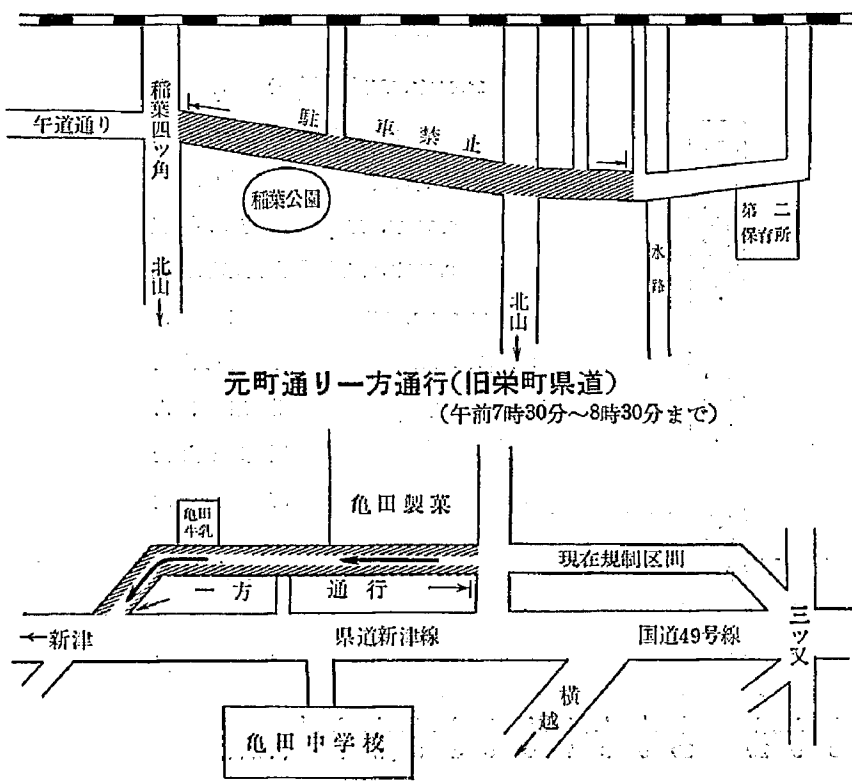 稲葉四ツ角
午道通り
駐車禁止
稲葉公園
第二
保育所
水路
北山
北山
元町通り一方通行(旧栄町県道)
(午前7時30分〜8時30分まで)
亀田製菓
亀田
牛乳
現在規制区間
一方通行
新津
県道新津線
国道49号線
三ッ又
横越
亀田中学校